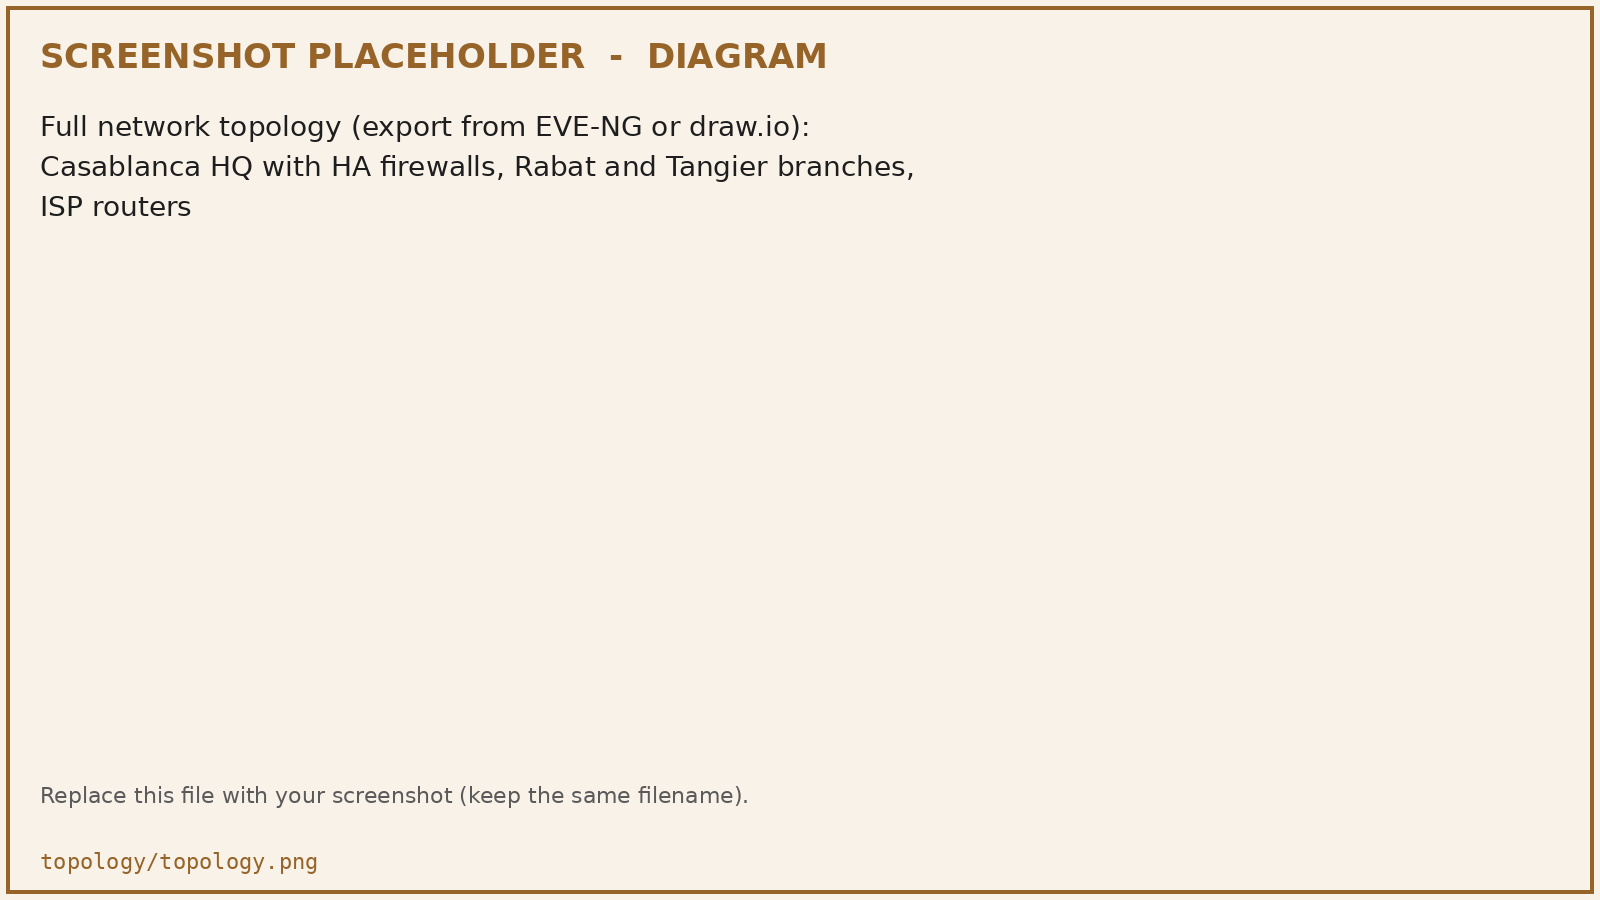 SCREENSHOT PLACEHOLDER - DIAGRAM
Full network topology (export from EVE-NG or draw.io):
Casablanca HQ with HA firewalls, Rabat and Tangier branches,
ISP routers
Replace this file with your screenshot (keep the same filename).
topology/topology.png